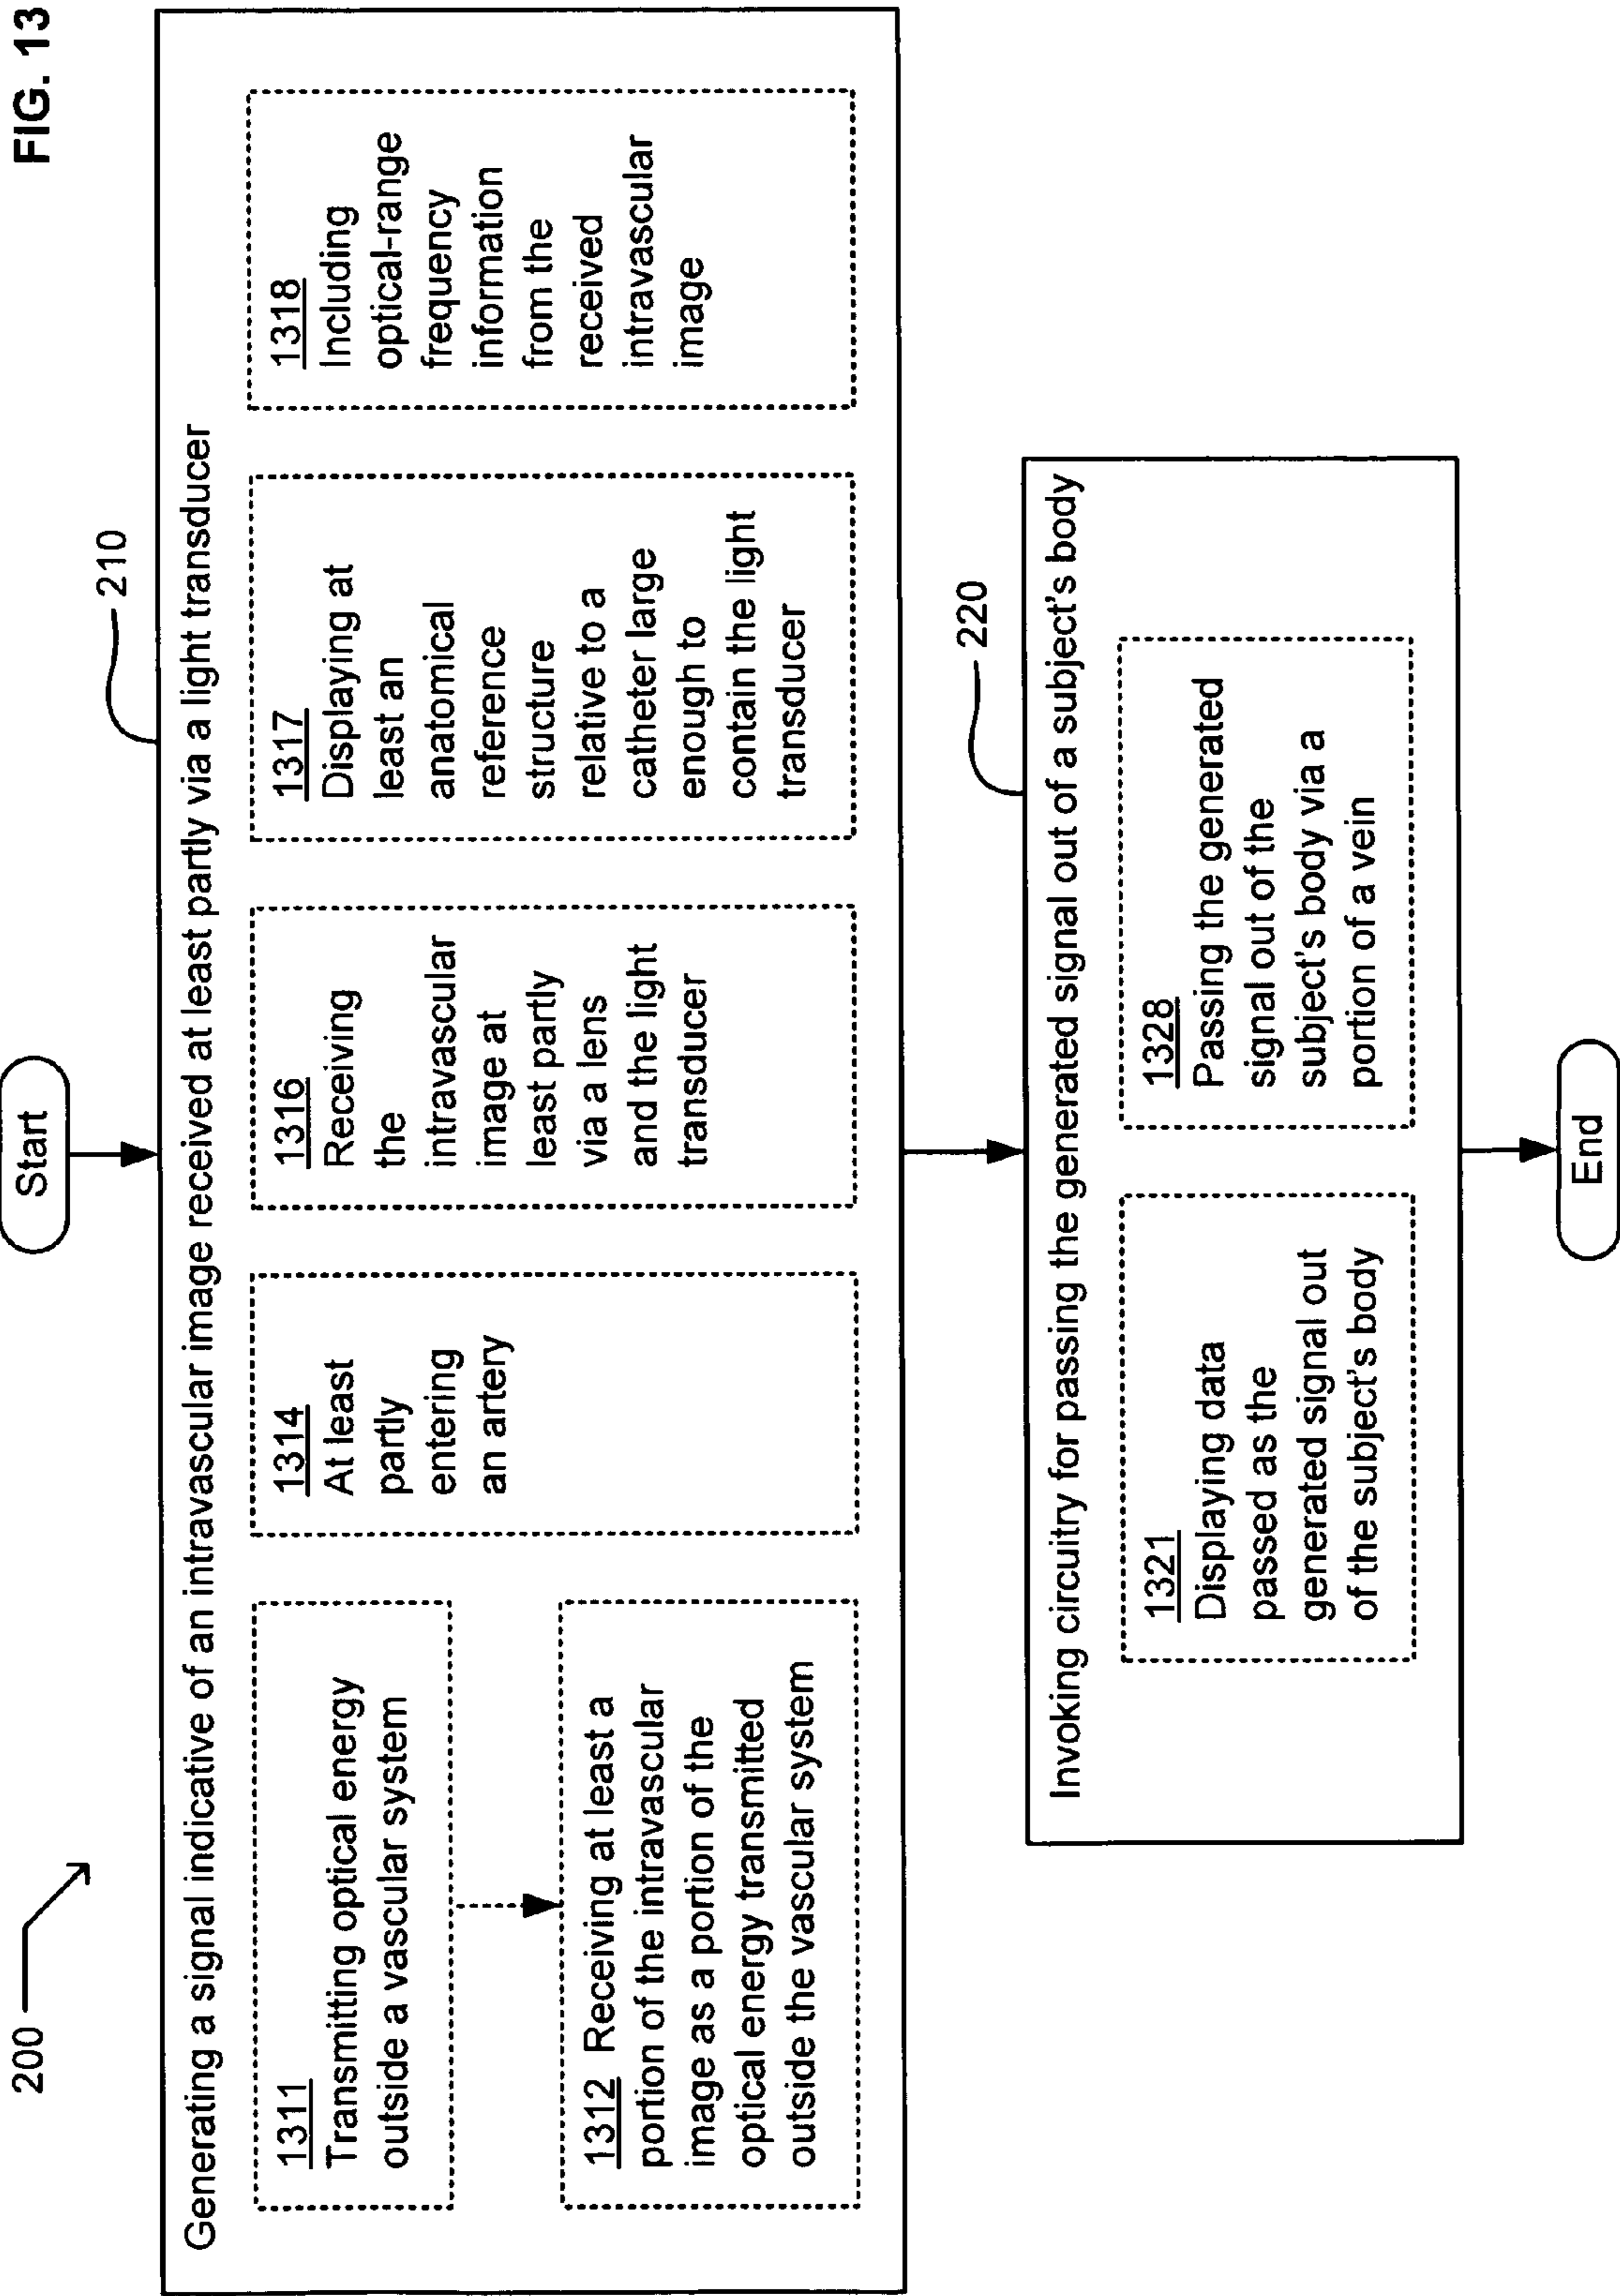 FIG. 13
200
Start
210
Generating a signal indicative of an intravascular image received at least partly via a light transducer
1311
Transmitting optical energy
outside a vascular system
1312 Receiving at least a
portion of the intravascular
image as a portion of the
optical energy transmitted
outside the vascular system
1314
At least
partly
entering
an artery
1316
Receiving
the
intravascular
image at
least partly
via a lens
and the light
transducer
1317
Displaying at
least an
anatomical
reference
structure
relative to a
catheter large
enough to
contain the light
transducer
1318
Including
optical-range
frequency
information
from the
received
intravascular
image
220
Invoking circuitry for passing the generated signal out of a subject's body
1321
Displaying data
passed as the
generated signal out
of the subject's body
1328
Passing the generated
signal out of the
subject's body via a
portion of a vein
End